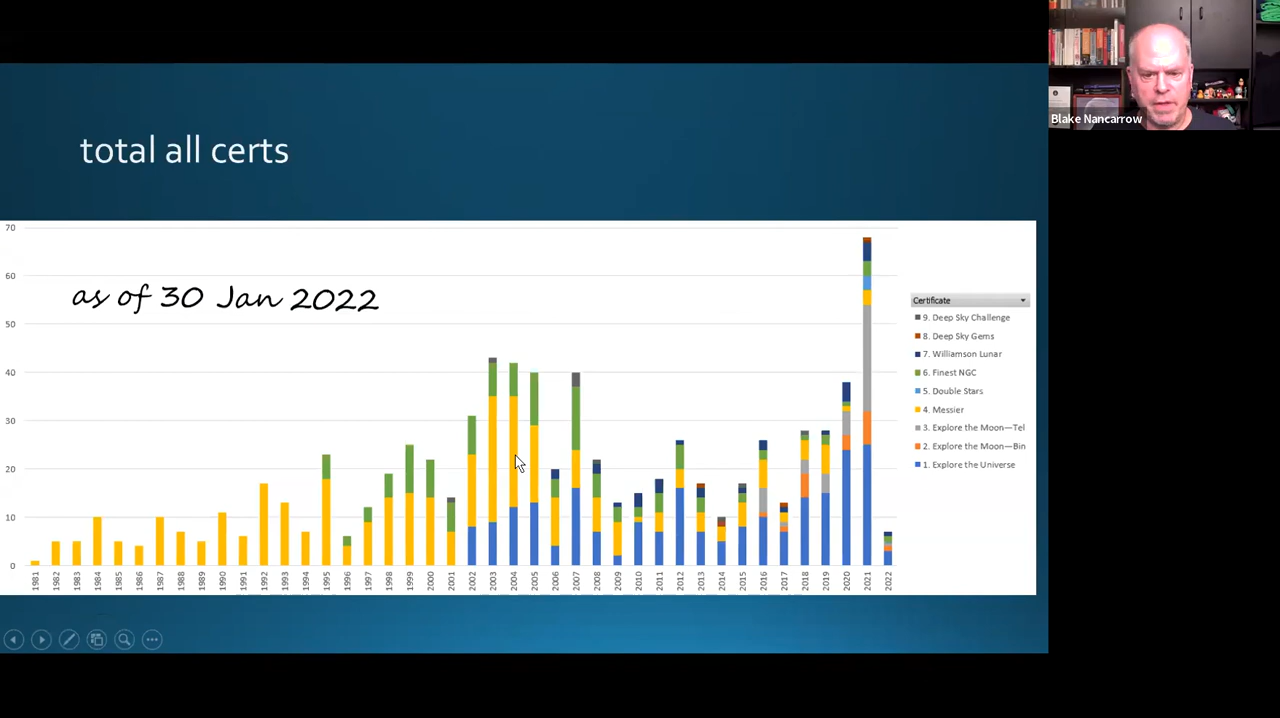 Blake Nancarrow
total all certs
as of 30 Jan 2022
70
60
50
40
30
20
10
0
1981 1982 1983 1984 1985 1986 1987 1988 1989 1990 1991 1992 1993 1994 1995 1996 1997 1998 1999 2000 2001 2002 2003 2004 2005 2006 2007 2008 2009 2010 2011 2012 2013 2014 2015 2016 2017 2018 2019 2020 2021 2022
Certificate
9. Deep Sky Challenge
8. Deep Sky Gems
7. Williamson Lunar
6. Finest NGC
5. Double Stars
4. Messier
3. Explore the Moon—Tel
2. Explore the Moon—Bin
1. Explore the Universe